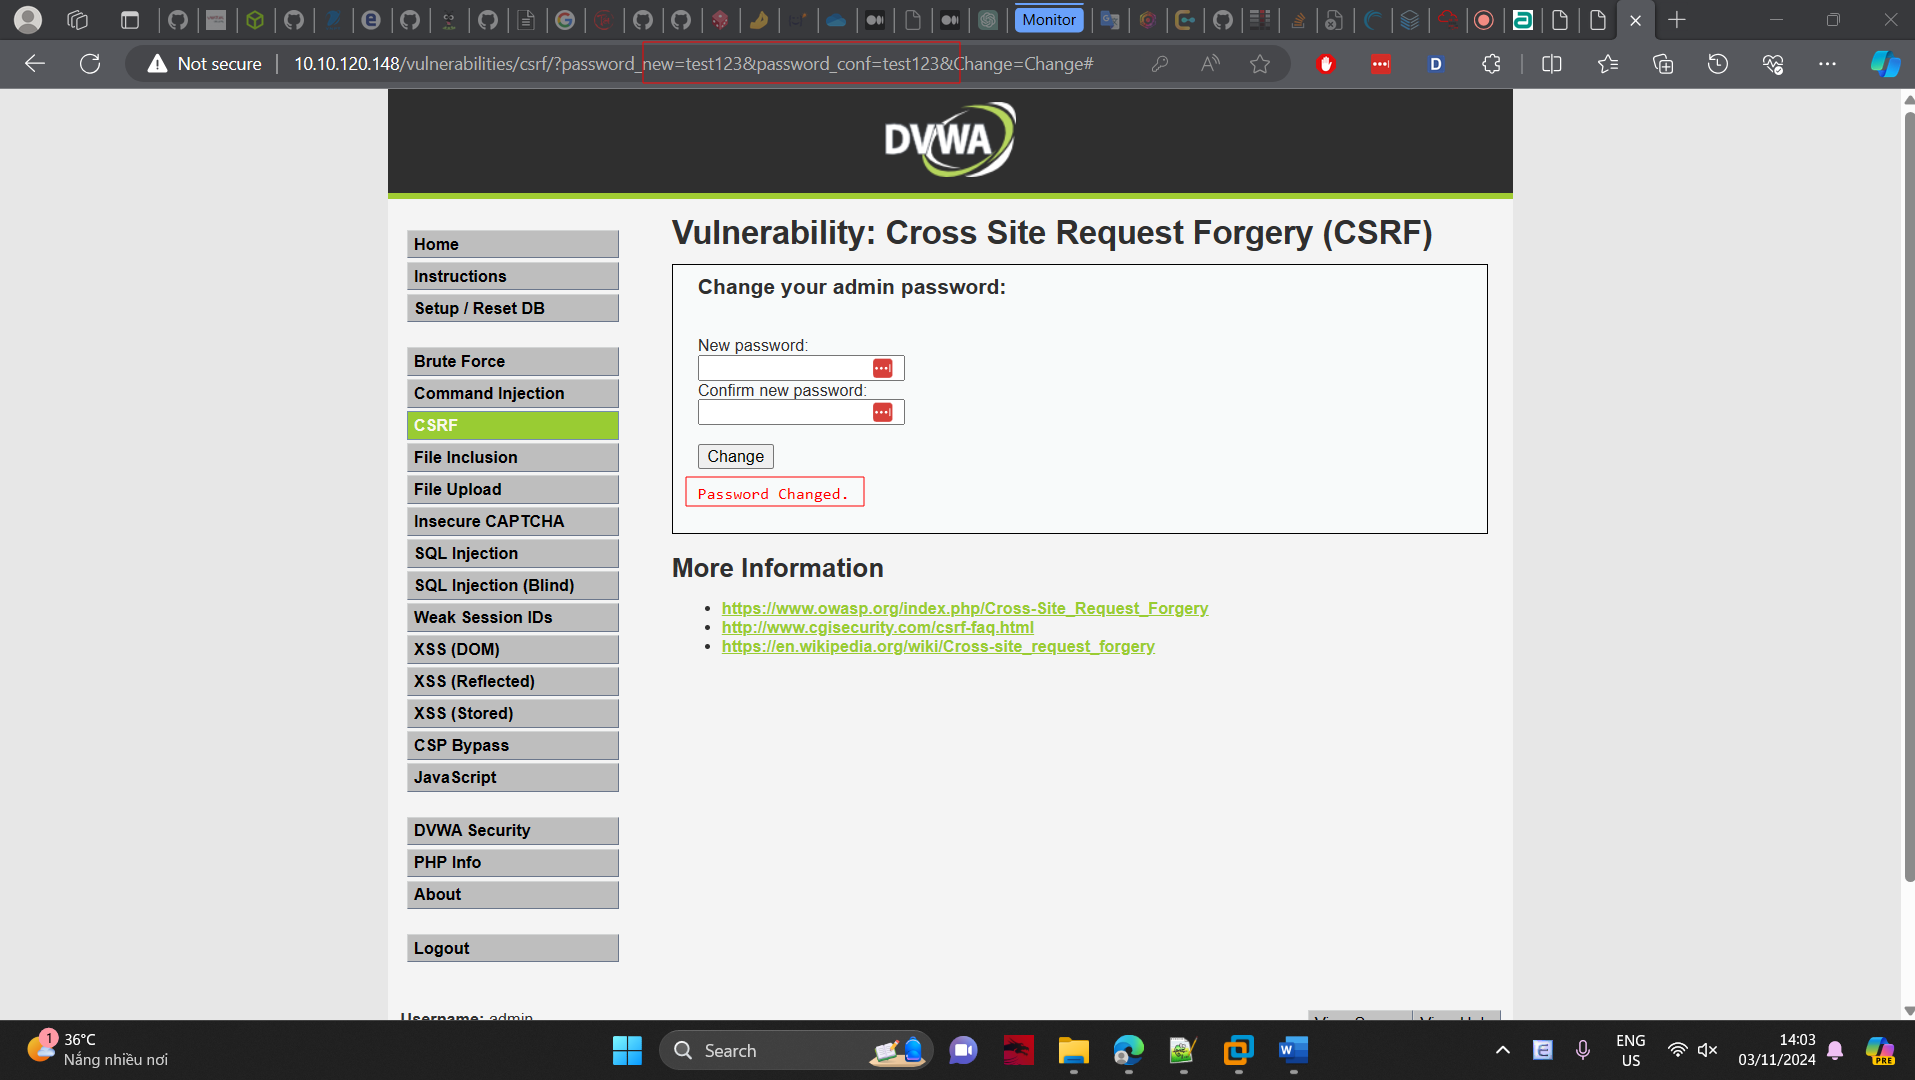 Monitor
Not secure
10.10.120.148/vulnerabilities/csrf/?password_new=test123&password_conf=test123&Change=Change#
DVWA
Home
Instructions
Setup / Reset DB
Brute Force
Command Injection
CSRF
File Inclusion
File Upload
Insecure CAPTCHA
SQL Injection
SQL Injection (Blind)
Weak Session IDs
XSS (DOM)
XSS (Reflected)
XSS (Stored)
CSP Bypass
JavaScript
DVWA Security
PHP Info
About
Logout
Vulnerability: Cross Site Request Forgery (CSRF)
Change your admin password:
New password:
Confirm new password:
Change
Password Changed.
More Information
https://www.owasp.org/index.php/Cross-Site_Request_Forgery
http://www.cgisecurity.com/csrf-faq.html
https://en.wikipedia.org/wiki/Cross-site_request_forgery
Username: admin
1
36°C
Nắng nhiều nơi
Search
ENG
US
14:03
03/11/2024
PRE